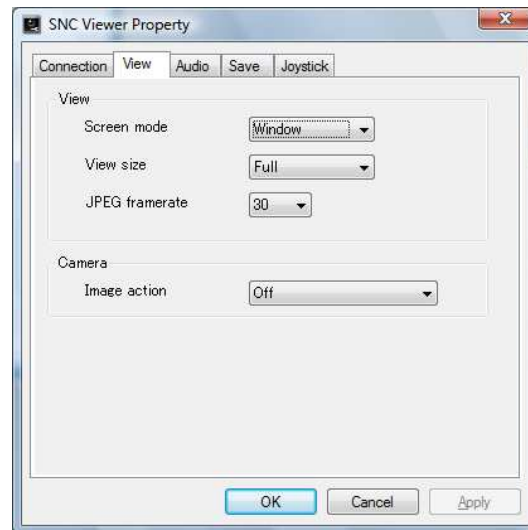 SNC Viewer Property
Connection View Audio Save Joystick
View
Screen mode Window
View size Full
JPEG framerate 30
Camera
Image action Off
OK Cancel Apply